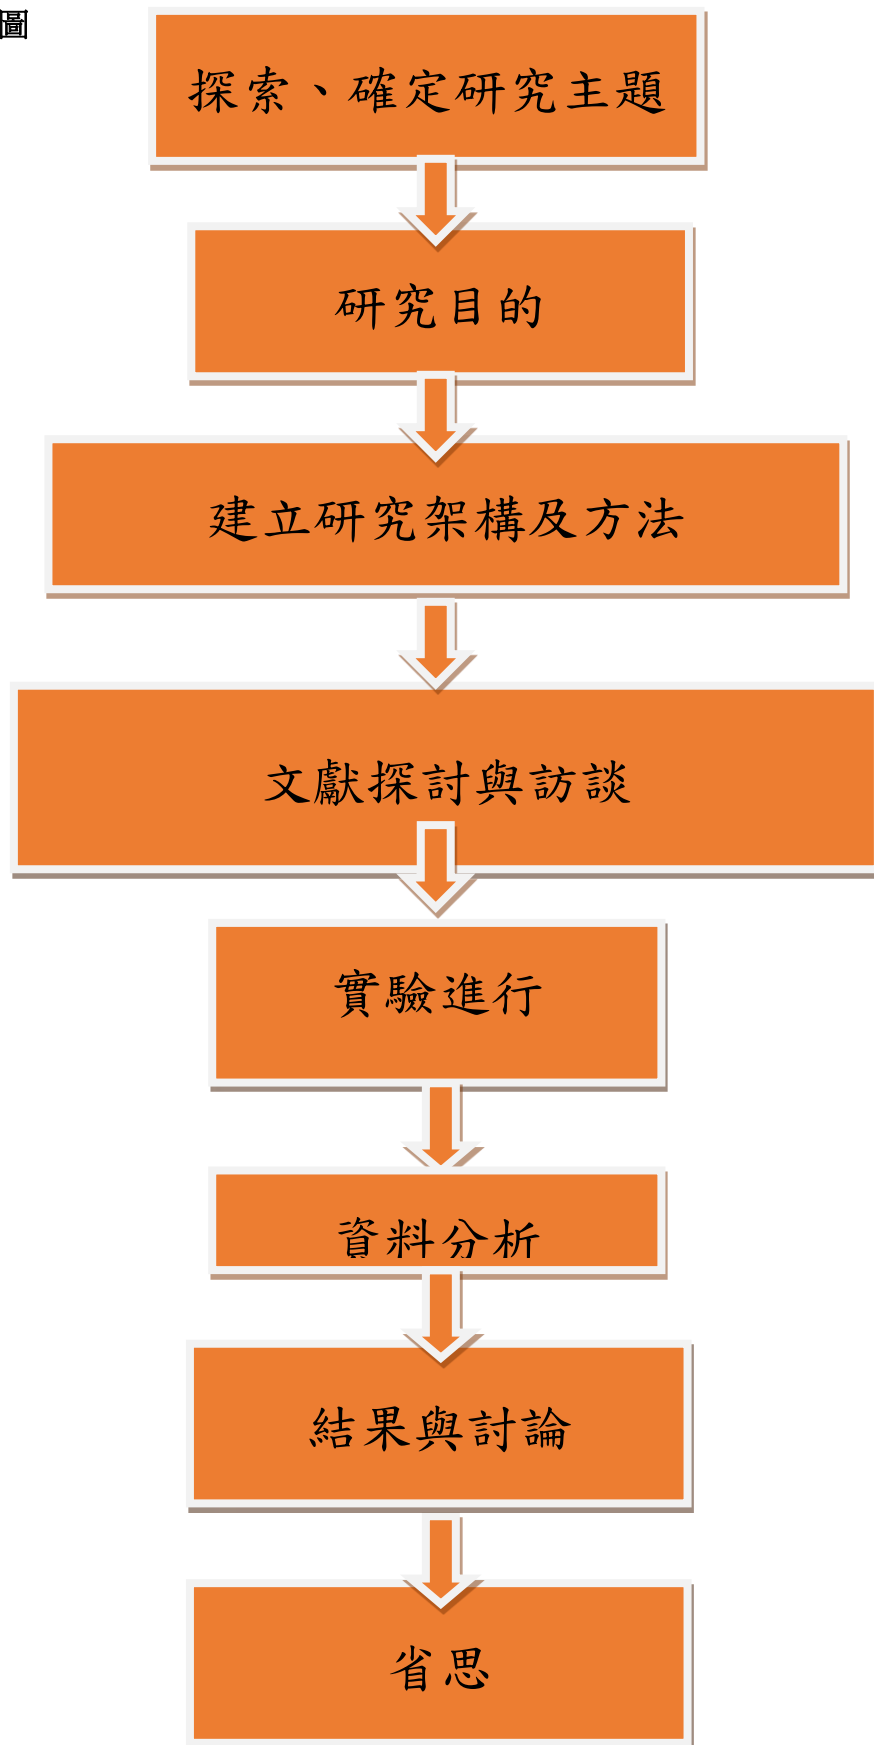 圖
探索、確定研究主題
研究目的
建立研究架構及方法
文獻探討與訪談
實驗進行
資料分析
結果與討論
省思